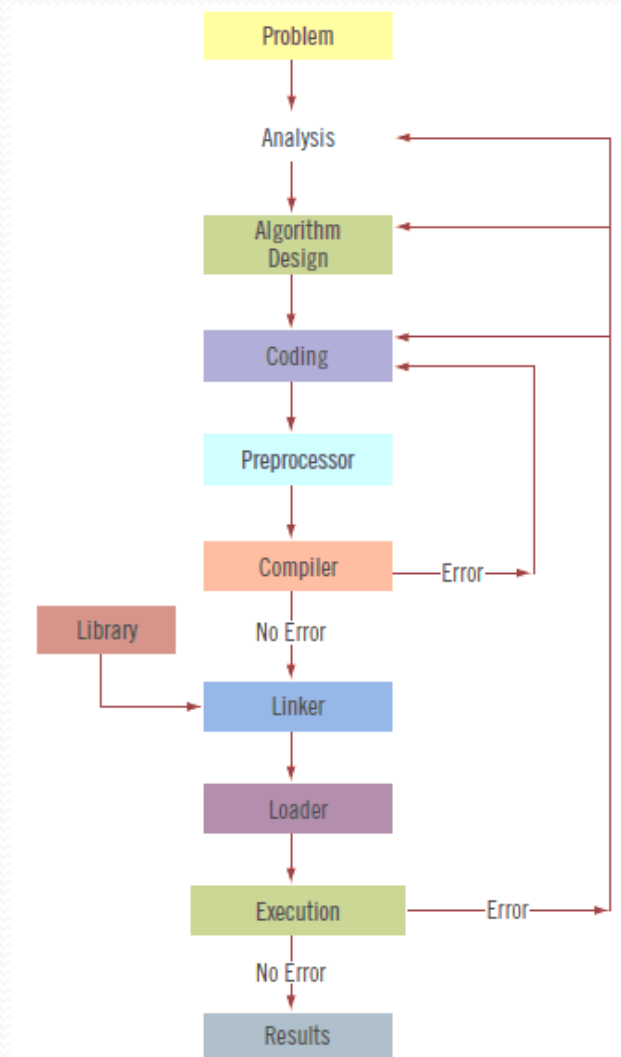 Problem
Analysis
Algorithm
Design
Coding
Preprocessor
Compiler
Error
No Error
Library
Linker
Loader
Execution
Error
No Error
Results